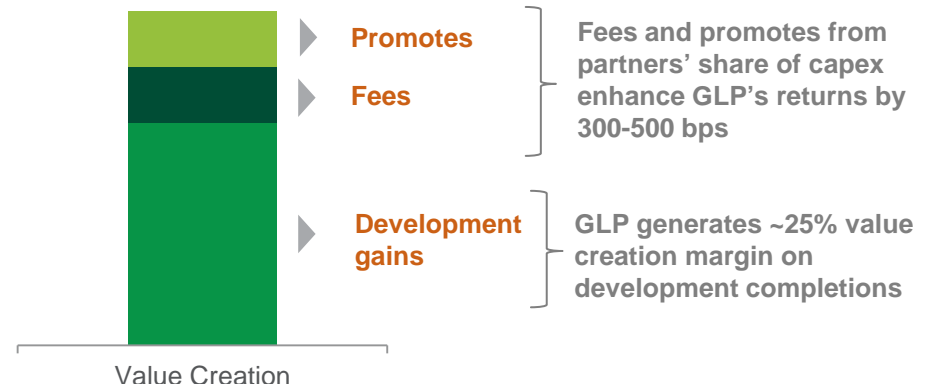 Promotes
Fees
Fees and promotes from
partners’ share of capex
enhance GLP’s returns by
300-500 bps
Development
gains
GLP generates ~25% value
creation margin on
development completions
Value Creation